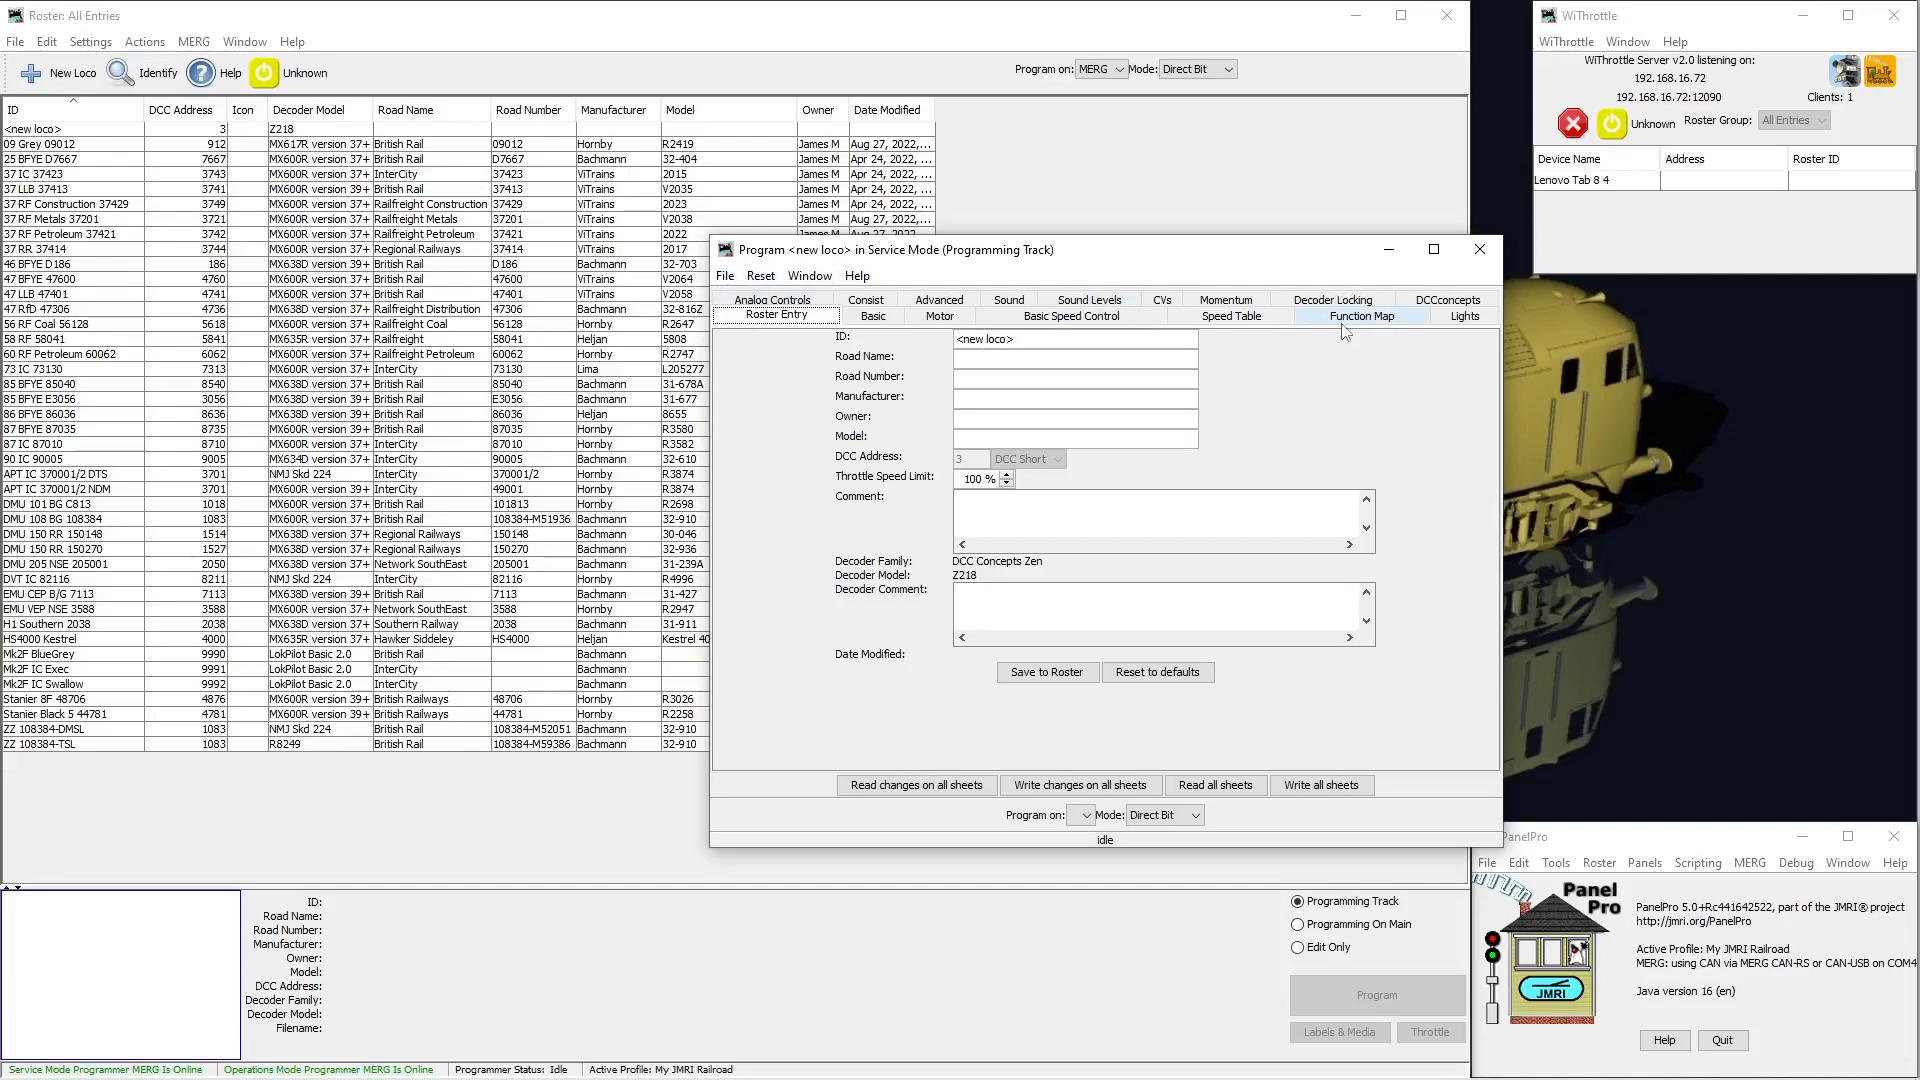 Roster: All Entries
File Edit Settings Actions MERG Window Help
New Loco Identify Help Unknown
Program on: MERG Mode: Direct Bit
ID DCC Address Icon Decoder Model Road Name Road Number Manufacturer Model Owner Date Modified
<new loco> 3 Z218
09 Grey 09012 912 MX617R version 37+ British Rail 09012 Hornby R2419 James M Aug 27, 2022,...
25 BFYE D7667 7667 MX600R version 37+ British Rail D7667 Bachmann 32-404 James M Apr 24, 2022, ...
37 IC 37423 3743 MX600R version 37+ InterCity 37423 ViTrains 2015 James M Apr 24, 2022, ...
37 LLB 37413 3741 MX600R version 39+ British Rail 37413 ViTrains V2035 James M Apr 24, 2022, ...
37 RF Construction 37429 3749 MX600R version 37+ Railfreight Construction 37429 ViTrains 2023 James M Apr 24, 2022, ...
37 RF Metals 37201 3721 MX600R version 37+ Railfreight Metals 37201 ViTrains V2038 James M Aug 27, 2022,...
37 RF Petroleum 37421 3742 MX600R version 37+ Railfreight Petroleum 37421 ViTrains 2022 James M Aug 27, 2022,...
37 RR 37414 3744 MX600R version 37+ Regional Railways 37414 ViTrains 2017
46 BFYE D186 186 MX638D version 39+ British Rail D186 Bachmann 32-703
47 BFYE 47600 4760 MX600R version 37+ British Rail 47600 ViTrains V2064
47 LLB 47401 4741 MX600R version 37+ British Rail 47401 ViTrains V2058
47 RfD 47306 4736 MX638D version 37+ Railfreight Distribution 47306 Bachmann 32-816Z
56 RF Coal 56128 5618 MX600R version 37+ Railfreight Coal 56128 Hornby R2647
58 RF 58041 5841 MX635R version 37+ Railfreight 58041 Heljan 5808
60 RF Petroleum 60062 6062 MX600R version 37+ Railfreight Petroleum 60062 Hornby R2747
73 IC 73130 7313 MX600R version 37+ InterCity 73130 Lima L205277
85 BFYE 85040 8540 MX638D version 37+ British Rail 85040 Bachmann 31-678A
85 BFYE E3056 3056 MX638D version 39+ British Rail E3056 Bachmann 31-677
86 BFYE 86036 8636 MX638D version 39+ British Rail 86036 Heljan 8655
87 BFYE 87035 8735 MX600R version 39+ British Rail 87035 Hornby R3580
87 IC 87010 8710 MX600R version 37+ InterCity 87010 Hornby R3582
90 IC 90005 9005 MX634D version 37+ InterCity 90005 Bachmann 32-610
APT IC 370001/2 DTS 3701 NMJ Skd 224 InterCity 370001/2 Hornby R3874
APT IC 370001/2 NDM 3701 MX600R version 39+ InterCity 49001 Hornby R3874
DMU 101 BG C813 1018 MX600R version 37+ British Rail 101813 Hornby R2698
DMU 108 BG 108384 1083 MX600R version 37+ British Rail 108384-M51936 Bachmann 32-910
DMU 150 RR 150148 1514 MX638D version 37+ Regional Railways 150148 Bachmann 30-046
DMU 150 RR 150270 1527 MX638D version 37+ Regional Railways 150270 Bachmann 32-936
DMU 205 NSE 205001 2050 MX638D version 37+ Network SouthEast 205001 Bachmann 31-239A
DVT IC 82116 8211 NMJ Skd 224 InterCity 82116 Hornby R4996
EMU CEP B/G 7113 7113 MX638D version 39+ British Rail 7113 Bachmann 31-427
EMU VEP NSE 3588 3588 MX600R version 37+ Network SouthEast 3588 Hornby R2947
H1 Southern 2038 2038 MX638D version 37+ Southern Railway 2038 Bachmann 31-911
HS4000 Kestrel 4000 MX635R version 37+ Hawker Siddeley HS4000 Heljan Kestrel 40
Mk2F BlueGrey 9990 LokPilot Basic 2.0 British Rail Bachmann
Mk2F IC Exec 9991 LokPilot Basic 2.0 InterCity Bachmann
Mk2F IC Swallow 9992 LokPilot Basic 2.0 InterCity Bachmann
Stanier 8F 48706 4876 MX600R version 39+ British Railways 48706 Hornby R3026
Stanier Black 5 44781 4781 MX600R version 39+ British Railways 44781 Hornby R2258
ZZ 108384-DMSL 1083 NMJ Skd 224 British Rail 108384-M52051 Bachmann 32-910
ZZ 108384-TSL 1083 R8249 British Rail 108384-M59386 Bachmann 32-910
Program <new loco> in Service Mode (Programming Track)
File Reset Window Help
Analog Controls Consist Advanced Sound Sound Levels CVs Momentum Decoder Locking DCCconcepts
Roster Entry Basic Motor Basic Speed Control Speed Table Function Map Lights
ID: <new loco>
Road Name:
Road Number:
Manufacturer:
Owner:
Model:
DCC Address: 3 DCC Short
Throttle Speed Limit: 100 %
Comment:
Decoder Family: DCC Concepts Zen
Decoder Model: Z218
Decoder Comment:
Date Modified:
Save to Roster Reset to defaults
Read changes on all sheets Write changes on all sheets Read all sheets Write all sheets
Program on: Mode: Direct Bit
idle
ID:
Road Name:
Road Number:
Manufacturer:
Owner:
Model:
DCC Address:
Decoder Family:
Decoder Model:
Filename:
Programming Track
Programming On Main
Edit Only
Program
Labels & Media Throttle
Service Mode Programmer MERG Is Online Operations Mode Programmer MERG Is Online Programmer Status: Idle Active Profile: My JMRI Railroad
WiThrottle
WiThrottle Window Help
WiThrottle Server v2.0 listening on:
192.168.16.72
192.168.16.72:12090 Clients: 1
Unknown Roster Group: All Entries
Device Name Address Roster ID
Lenovo Tab 8 4
PanelPro
File Edit Tools Roster Panels Scripting MERG Debug Window Help
Panel
Pro
JMRI
PanelPro 5.0+Rc441642522, part of the JMRI® project
http://jmri.org/PanelPro
Active Profile: My JMRI Railroad
MERG: using CAN via MERG CAN-RS or CAN-USB on COM4
Java version 16 (en)
Help Quit